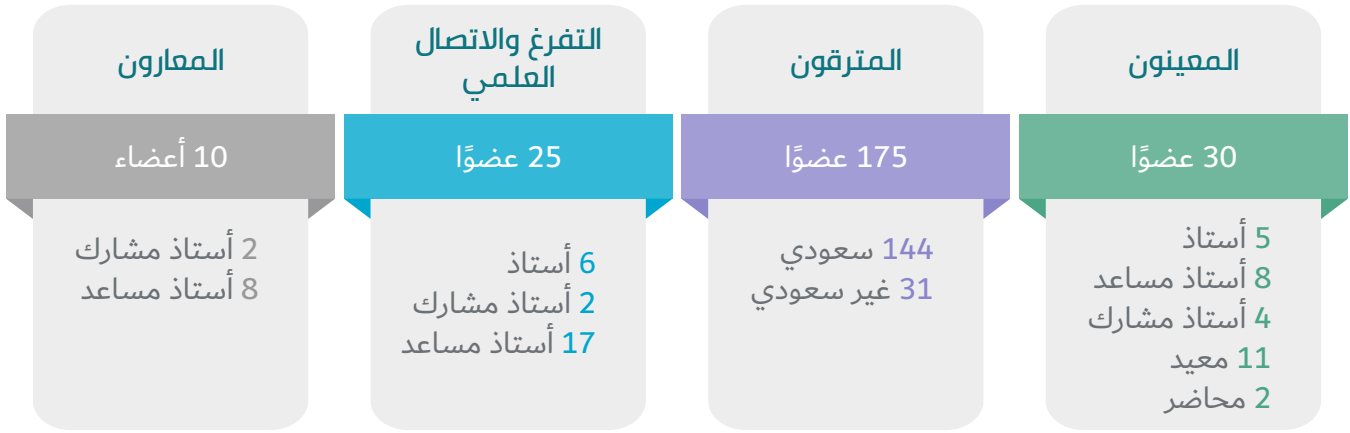 المعينون
30 عضوًا
5 أستاذ
8 أستاذ مساعد
4 أستاذ مشارك
11 معيد
2 محاضر
المترقون
175 عضوًا
144 سعودي
31 غير سعودي
التفرغ والاتصال
العلمي
25 عضوًا
6 أستاذ
2 أستاذ مشارك
17 أستاذ مساعد
المعارون
10 أعضاء
2 أستاذ مشارك
8 أستاذ مساعد